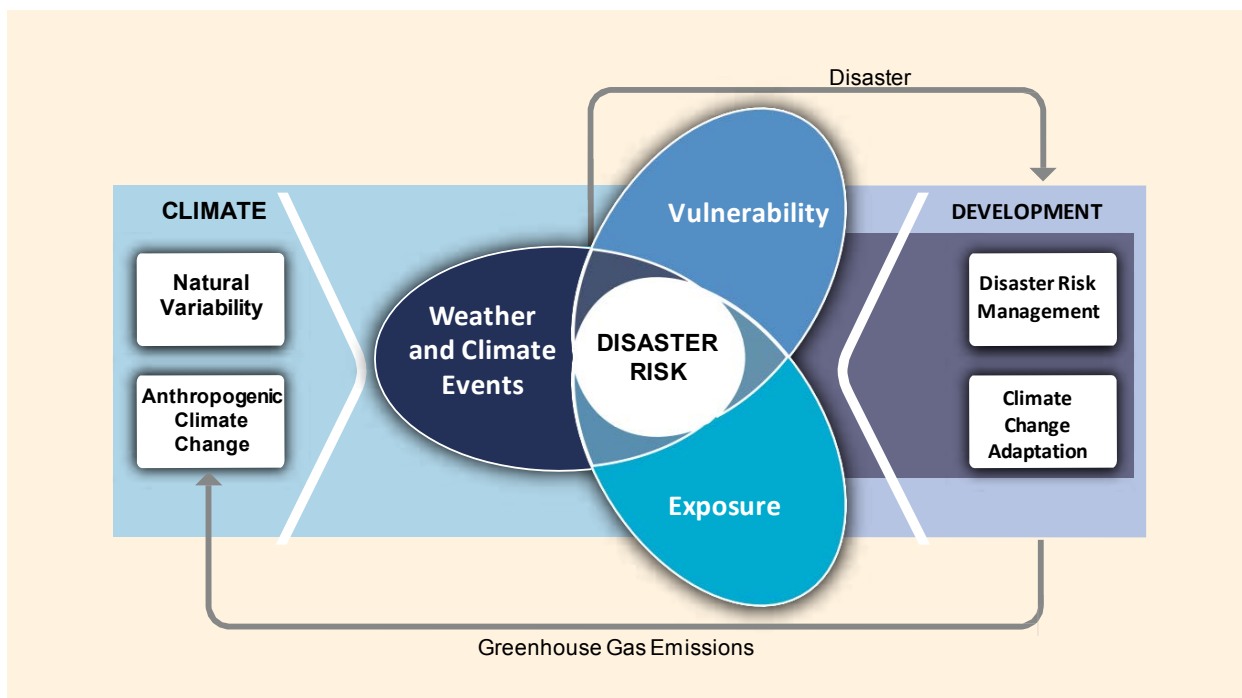 Disaster
CLIMATE
Natural
Variability
Anthropogenic
Climate
Change
Weather
and Climate
Events
Vulnerability
DISASTER
RISK
Exposure
DEVELOPMENT
Disaster Risk
Management
Climate
Change
Adaptation
Greenhouse Gas Emissions